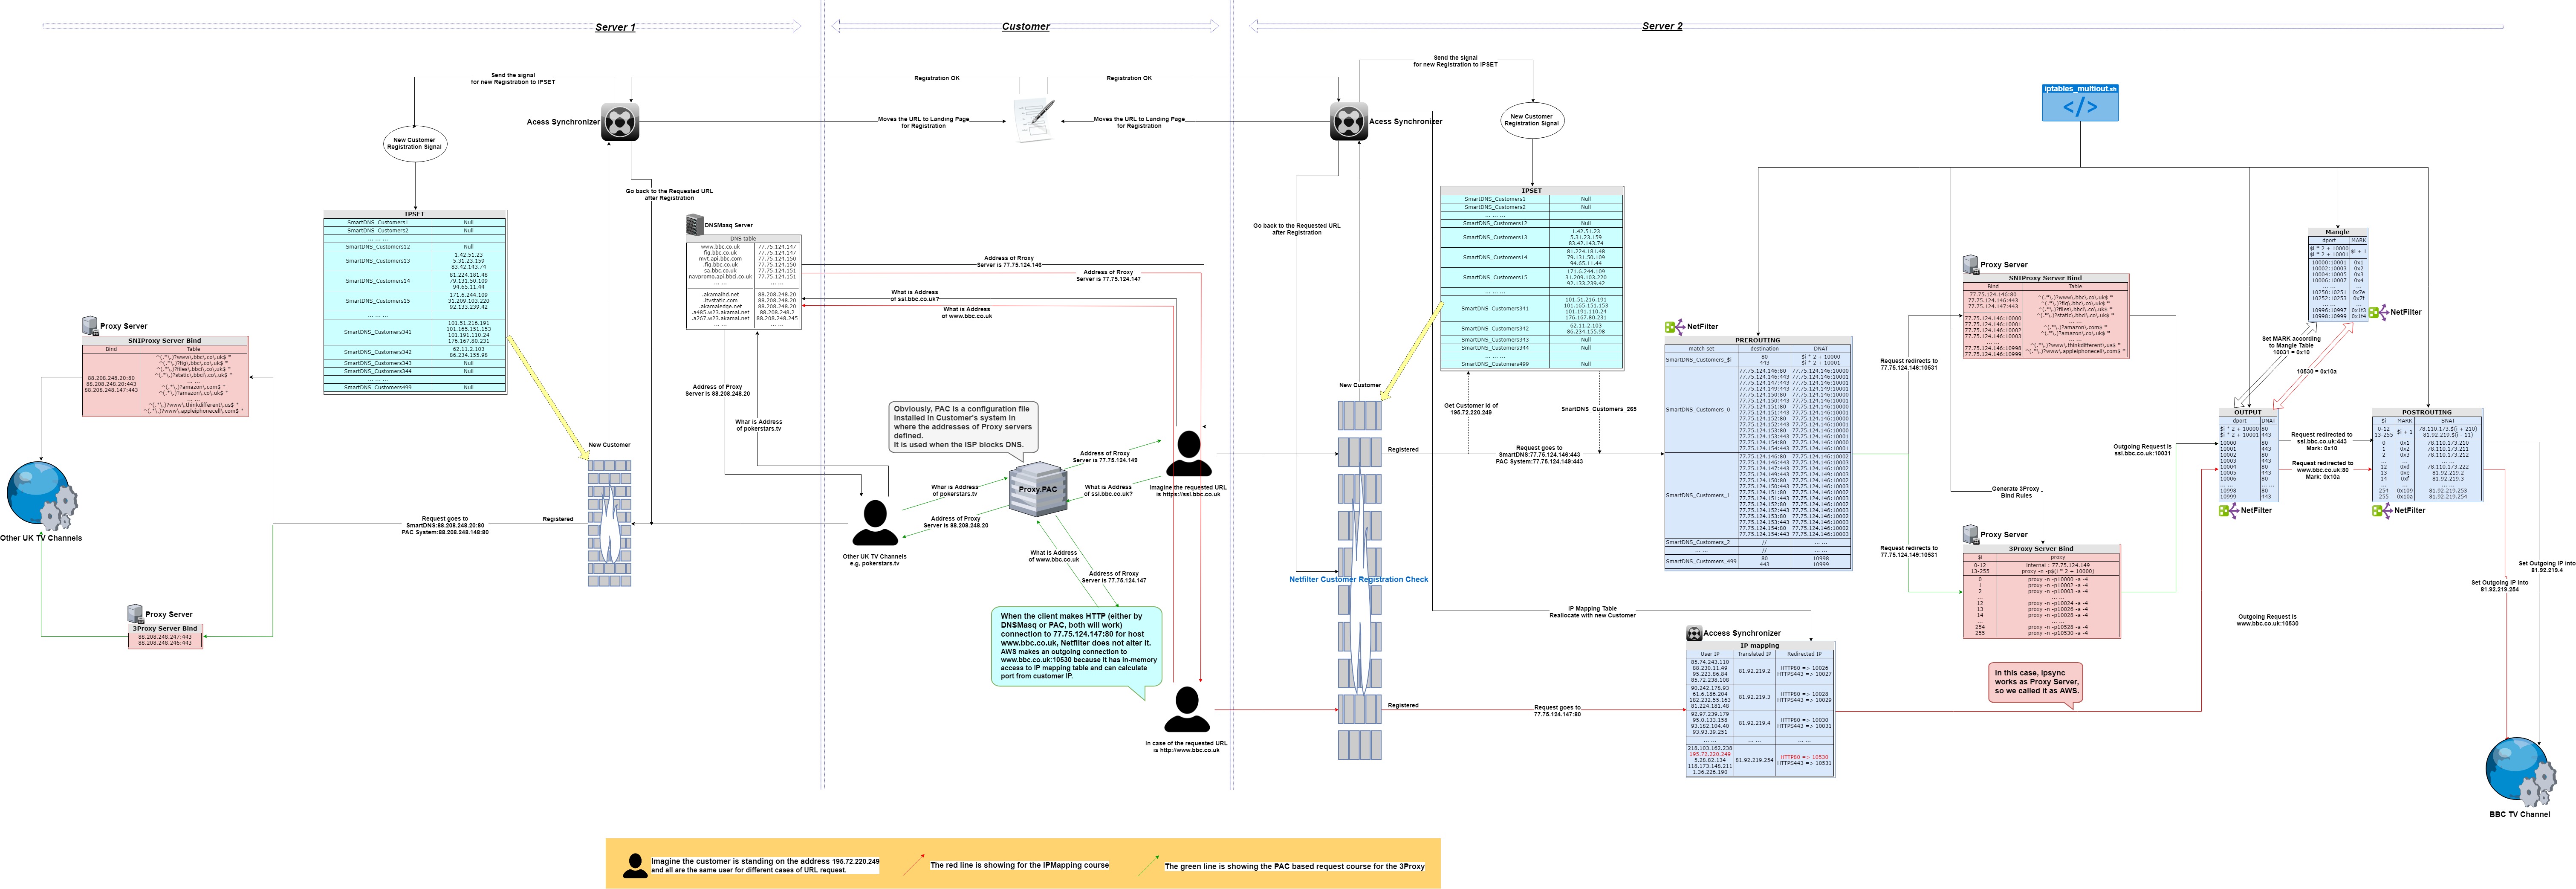 Server 1
Customer
Server 2
Send the signal
for new Registration to IPSET
Registration OK
Registration OK
Send the signal
for new Registration to IPSET
iptables_multiout.sh
</>
Acess Synchronizer
Moves the URL to Landing Page
for Registration
Moves the URL to Landing Page
for Registration
Acess Synchronizer
New Customer
Registration Signal
New Customer
Registration Signal
Go back to the Requested URL
after Registration
Go back to the Requested URL
after Registration
IPSET
SmartDNS_Customers1 Null
SmartDNS_Customers2 Null
... ... ...
SmartDNS_Customers12 Null
SmartDNS_Customers13
1.42.51.23
5.31.23.159
83.42.143.74
SmartDNS_Customers14
81.224.181.48
79.131.50.109
94.65.11.44
SmartDNS_Customers15
171.6.244.109
31.209.103.220
92.133.239.42
... ... ...
SmartDNS_Customers341
101.51.216.191
101.165.151.153
101.191.110.24
176.167.80.231
SmartDNS_Customers342
62.11.2.103
86.234.155.98
SmartDNS_Customers343 Null
SmartDNS_Customers344 Null
... ... ...
SmartDNS_Customers499 Null
DNSMasq Server
DNS table
www.bbc.co.uk 77.75.124.147
fig.bbc.co.uk 77.75.124.147
mvt.api.bbc.com 77.75.124.150
.fig.bbc.co.uk 77.75.124.150
sa.bbc.co.uk 77.75.124.151
navpromo.api.bbci.co.uk 77.75.124.151
... ... ... ...
.akamaihd.net 88.208.248.20
.itvstatic.com 88.208.248.20
.akamaiedge.net 88.208.248.20
.a485.w23.akamai.net 88.208.248.2
.a267.w23.akamai.net 88.208.248.245
... ... ... ...
Address of Rroxy
Server is 77.75.124.146
Address of Rroxy
Server is 77.75.124.147
What is Address
of ssl.bbc.co.uk?
What is Address
of www.bbc.co.uk
Address of Proxy
Server is 88.208.248.20
What is Address
of pokerstars.tv
Proxy Server
SNIProxy Server Bind
Bind Table
88.208.248.20:80
88.208.248.20:443
88.208.248.147:443
^(.*\.)?www\.bbc\.co\.uk$ *
^(.*\.)?fig\.bbc\.co\.uk$ *
^(.*\.)?files\.bbci\.co\.uk$ *
^(.*\.)?static\.bbci\.co\.uk$ *
... ...
^(.*\.)?amazon\.com$ *
^(.*\.)?amazon\.co\.uk$ *
... ...
^(.*\.)?www\.thinkdifferent\.us$ *
^(.*\.)?www\.appleiphonecell\.com$ *
Other UK TV Channels
Request goes to
SmartDNS:88.208.248.20:80
PAC System:88.208.248.148:80
Registered
New Customer
Proxy Server
3Proxy Server Bind
88.208.248.247:443
88.208.248.246:443
Obviously, PAC is a configuration file
installed in Customer's system in
where the addresses of Proxy servers
defined.
It is used when the ISP blocks DNS.
Proxy.PAC
What is Address
of pokerstars.tv
Address of Proxy
Server is 88.208.248.20
Address of Rroxy
Server is 77.75.124.149
What is Address
of ssl.bbc.co.uk?
What is Address
of www.bbc.co.uk
Address of Rroxy
Server is 77.75.124.147
Other UK TV Channels
e.g. pokerstars.tv
Imagine the requested URL
is https://ssl.bbc.co.uk
When the client makes HTTP (either by
DNSMasq or PAC, both will work)
connection to 77.75.124.147:80 for host
www.bbc.co.uk, Netfilter does not alter it.
AWS makes an outgoing connection to
www.bbc.co.uk:10530 because it has in-memory
access to IP mapping table and can calculate
port from customer IP.
In case of the requested URL
is http://www.bbc.co.uk
IPSET
SmartDNS_Customers1 Null
SmartDNS_Customers2 Null
... ... ...
SmartDNS_Customers12 Null
SmartDNS_Customers13
1.42.51.23
5.31.23.159
83.42.143.74
SmartDNS_Customers14
81.224.181.48
79.131.50.109
94.65.11.44
SmartDNS_Customers15
171.6.244.109
31.209.103.220
92.133.239.42
... ... ...
SmartDNS_Customers341
101.51.216.191
101.165.151.153
101.191.110.24
176.167.80.231
SmartDNS_Customers342
62.11.2.103
86.234.155.98
SmartDNS_Customers343 Null
SmartDNS_Customers344 Null
... ... ...
SmartDNS_Customers499 Null
New Customer
Get Customer id of
195.72.220.249
SmartDNS_Customers_265
Registered
Request goes to
SmartDNS:77.75.124.146:443
PAC System:77.75.124.149:443
Netfilter Customer Registration Check
Registered
Request goes to
77.75.124.147:80
IP Mapping Table
Reallocate with new Customer
NetFilter
PREROUTING
match set destination DNAT
SmartDNS_Customers_$i
80 $i * 2 + 10000
443 $i * 2 + 10001
SmartDNS_Customers_0
77.75.124.146:80 77.75.124.146:10000
77.75.124.146:443 77.75.124.146:10001
77.75.124.147:443 77.75.124.146:10001
77.75.124.149:443 77.75.124.149:10001
77.75.124.150:80 77.75.124.146:10000
77.75.124.150:443 77.75.124.146:10001
77.75.124.151:80 77.75.124.146:10000
77.75.124.151:443 77.75.124.146:10001
77.75.124.152:80 77.75.124.146:10000
77.75.124.152:443 77.75.124.146:10001
77.75.124.153:80 77.75.124.146:10000
77.75.124.153:443 77.75.124.146:10001
77.75.124.154:80 77.75.124.146:10000
77.75.124.154:443 77.75.124.146:10001
SmartDNS_Customers_1
77.75.124.146:80 77.75.124.146:10002
77.75.124.146:443 77.75.124.146:10003
77.75.124.147:443 77.75.124.146:10003
77.75.124.149:443 77.75.124.149:10003
77.75.124.150:80 77.75.124.146:10002
77.75.124.150:443 77.75.124.146:10003
77.75.124.151:80 77.75.124.146:10002
77.75.124.151:443 77.75.124.146:10003
77.75.124.152:80 77.75.124.146:10002
77.75.124.152:443 77.75.124.146:10003
77.75.124.153:80 77.75.124.146:10002
77.75.124.153:443 77.75.124.146:10003
77.75.124.154:80 77.75.124.146:10002
77.75.124.154:443 77.75.124.146:10003
SmartDNS_Customers_2 // ... ...
... ... // ... ...
SmartDNS_Customers_499
80 10998
443 10999
Access Synchronizer
IP mapping
User IP Translated IP Redirected IP
85.74.243.110
88.230.11.49
95.223.86.84
85.72.238.108
81.92.219.2
HTTP80 => 10026
HTTPS443 => 10027
90.242.178.93
61.6.186.204
182.232.55.163
81.224.181.48
81.92.219.3
HTTP80 => 10028
HTTPS443 => 10029
92.97.239.179
95.0.133.158
93.182.104.40
93.93.39.251
81.92.219.4
HTTP80 => 10030
HTTPS443 => 10031
... ... ... ... ... ...
218.103.162.238
195.72.220.249
5.28.82.134
118.173.148.211
1.36.226.190
81.92.219.254
HTTP80 => 10530
HTTPS443 => 10531
Request redirects to
77.75.124.146:10531
Request redirects to
77.75.124.149:10531
Proxy Server
SNIProxy Server Bind
Bind Table
77.75.124.146:80
77.75.124.146:443
77.75.124.147:443
77.75.124.146:10000
77.75.124.146:10001
77.75.124.146:10002
77.75.124.146:10003
... ...
77.75.124.146:10998
77.75.124.146:10999
^(.*\.)?www\.bbc\.co\.uk$ *
^(.*\.)?fig\.bbc\.co\.uk$ *
^(.*\.)?files\.bbci\.co\.uk$ *
^(.*\.)?static\.bbci\.co\.uk$ *
... ...
^(.*\.)?amazon\.com$ *
^(.*\.)?amazon\.co\.uk$ *
... ...
^(.*\.)?www\.thinkdifferent\.us$ *
^(.*\.)?www\.appleiphonecell\.com$ *
Generate 3Proxy
Bind Rules
Proxy Server
3Proxy Server Bind
$i proxy
0-12 internal : 77.75.124.149
13-255 proxy -n -p$(i * 2 + 10000)
0 proxy -n -p10000 -a -4
1 proxy -n -p10002 -a -4
2 proxy -n -p10003 -a -4
... ...
12 proxy -n -p10024 -a -4
13 proxy -n -p10026 -a -4
14 proxy -n -p10028 -a -4
... ...
254 proxy -n -p10528 -a -4
255 proxy -n -p10530 -a -4
In this case, ipsync
works as Proxy Server,
so we called it as AWS.
Outgoing Request is
ssl.bbc.co.uk:10031
Outgoing Request is
www.bbc.co.uk:10530
Mangle
dport MARK
$i * 2 + 10000
$i * 2 + 10001
$i + 1
10000:10001 0x1
10002:10003 0x2
10004:10005 0x3
10006:10007 0x4
... ... ...
10250:10251 0x7e
10252:10253 0x7f
... ... ...
10996:10997 0x1f3
10998:10999 0x1f4
NetFilter
Set MARK according
to Mangle Table
10031 = 0x10
10530 = 0x10a
OUTPUT
dport DNAT
$i * 2 + 10000 80
$i * 2 + 10001 443
10000 80
10001 443
10002 80
10003 443
10004 80
10005 443
10006 80
... ... ... ...
10998 80
10999 443
NetFilter
Request redirected to
ssl.bbc.co.uk:443
Mark: 0x10
Request redirected to
www.bbc.co.uk:80
Mark: 0x10a
POSTROUTING
$i MARK SNAT
0-12
13-255
$i + 1
78.110.173.$(i + 210)
81.92.219.$(i - 11)
0 0x1 78.110.173.210
1 0x2 78.110.173.211
2 0x3 78.110.173.212
... ... ...
12 0xd 78.110.173.222
13 0xe 81.92.219.2
14 0xf 81.92.219.3
... ... ... ...
254 0x109 81.92.219.253
255 0x10a 81.92.219.254
NetFilter
Set Outgoing IP into
81.92.219.4
Set Outgoing IP into
81.92.219.254
BBC TV Channel
Imagine the customer is standing on the address 195.72.220.249
and all are the same user for different cases of URL request.
The red line is showing for the IPMapping course
The green line is showing the PAC based request course for the 3Proxy